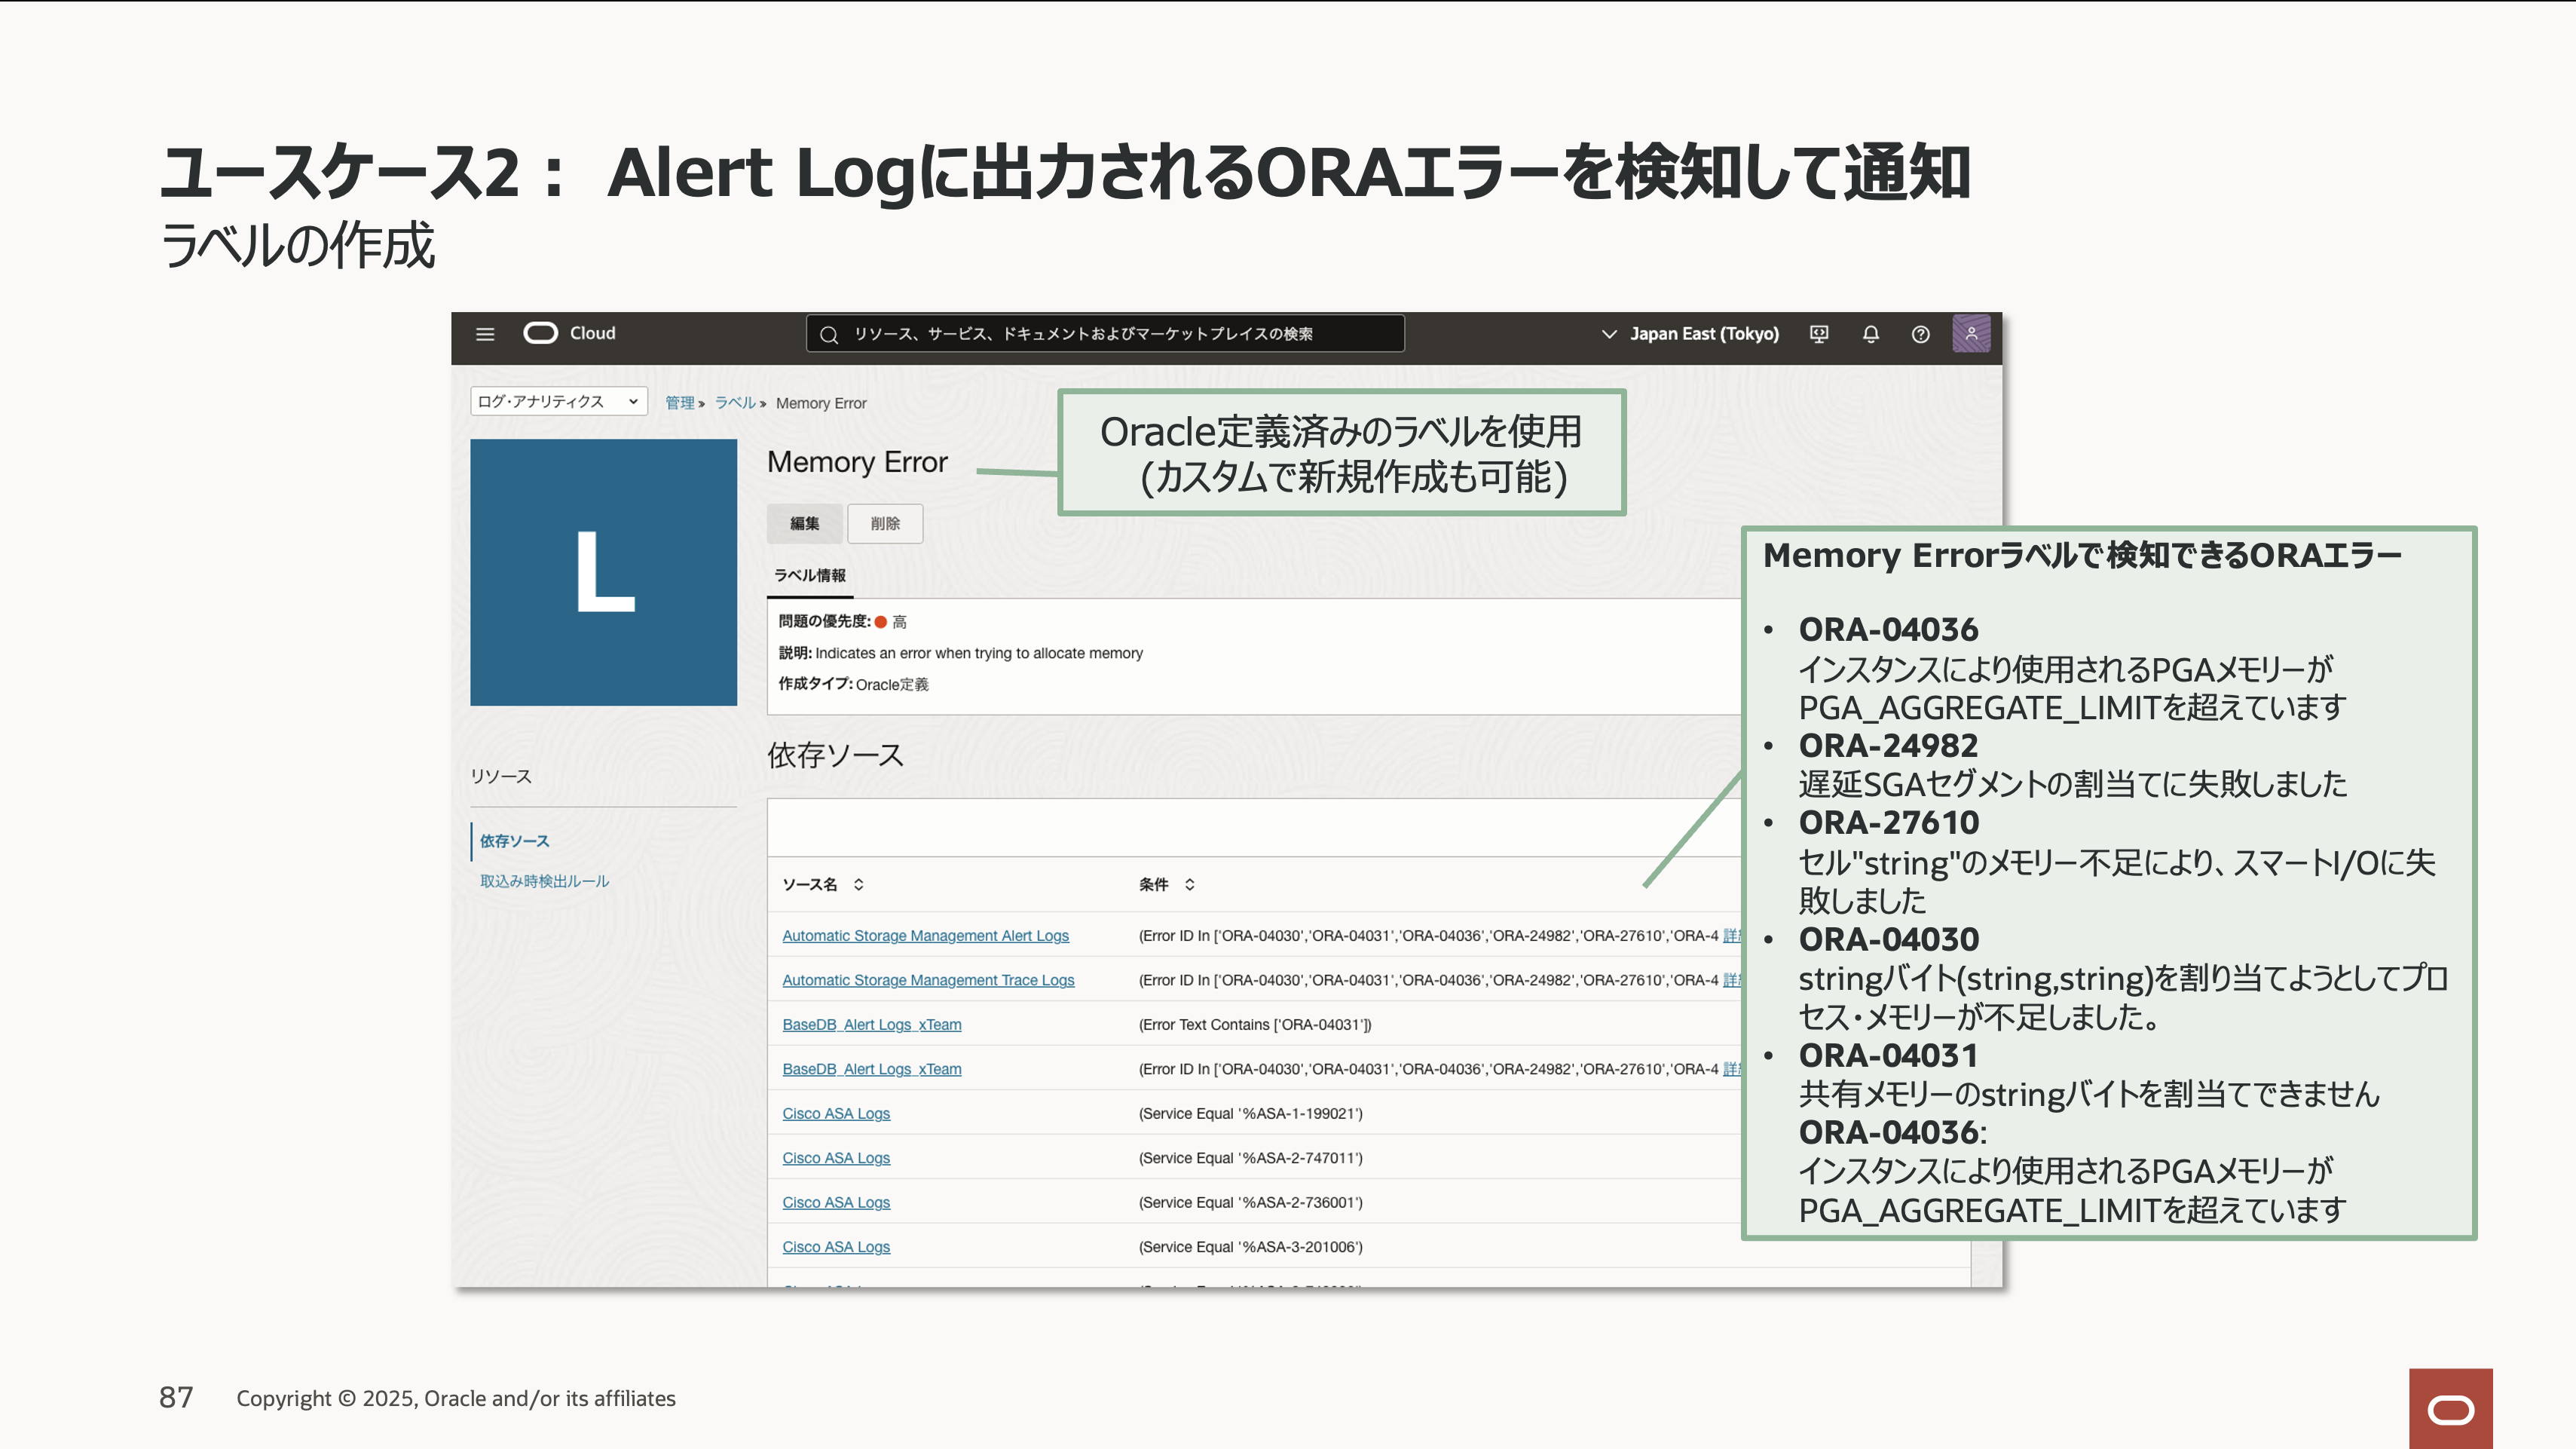 ユースケース2： Alert Logに出力されるORAエラーを検知して通知
ラベルの作成
Cloud
リソース、サービス、ドキュメントおよびマーケットプレイスの検索
Japan East (Tokyo)
ログ・アナリティクス
管理 » ラベル » Memory Error
Oracle定義済みのラベルを使用
(カスタムで新規作成も可能)
L
Memory Error
編集
削除
ラベル情報
問題の優先度: 高
説明: Indicates an error when trying to allocate memory
作成タイプ: Oracle定義
リソース
依存ソース
取込み時検出ルール
依存ソース
ソース名
条件
Automatic Storage Management Alert Logs
(Error ID In ['ORA-04030','ORA-04031','ORA-04036','ORA-24982','ORA-27610','ORA-4
Automatic Storage Management Trace Logs
(Error ID In ['ORA-04030','ORA-04031','ORA-04036','ORA-24982','ORA-27610','ORA-4
BaseDB_Alert Logs_xTeam
(Error Text Contains ['ORA-04031'])
BaseDB_Alert Logs_xTeam
(Error ID In ['ORA-04030','ORA-04031','ORA-04036','ORA-24982','ORA-27610','ORA-4
Cisco ASA Logs
(Service Equal '%ASA-1-199021')
Cisco ASA Logs
(Service Equal '%ASA-2-747011')
Cisco ASA Logs
(Service Equal '%ASA-2-736001')
Cisco ASA Logs
(Service Equal '%ASA-3-201006')
Memory Errorラベルで検知できるORAエラー
• ORA-04036
インスタンスにより使用されるPGAメモリーが
PGA_AGGREGATE_LIMITを超えています
• ORA-24982
遅延SGAセグメントの割当てに失敗しました
• ORA-27610
セル"string"のメモリー不足により、スマートI/Oに失
敗しました
• ORA-04030
stringバイト(string,string)を割り当てようとしてプロ
セス・メモリーが不足しました。
• ORA-04031
共有メモリーのstringバイトを割当てできません
ORA-04036:
インスタンスにより使用されるPGAメモリーが
PGA_AGGREGATE_LIMITを超えています
87
Copyright © 2025, Oracle and/or its affiliates